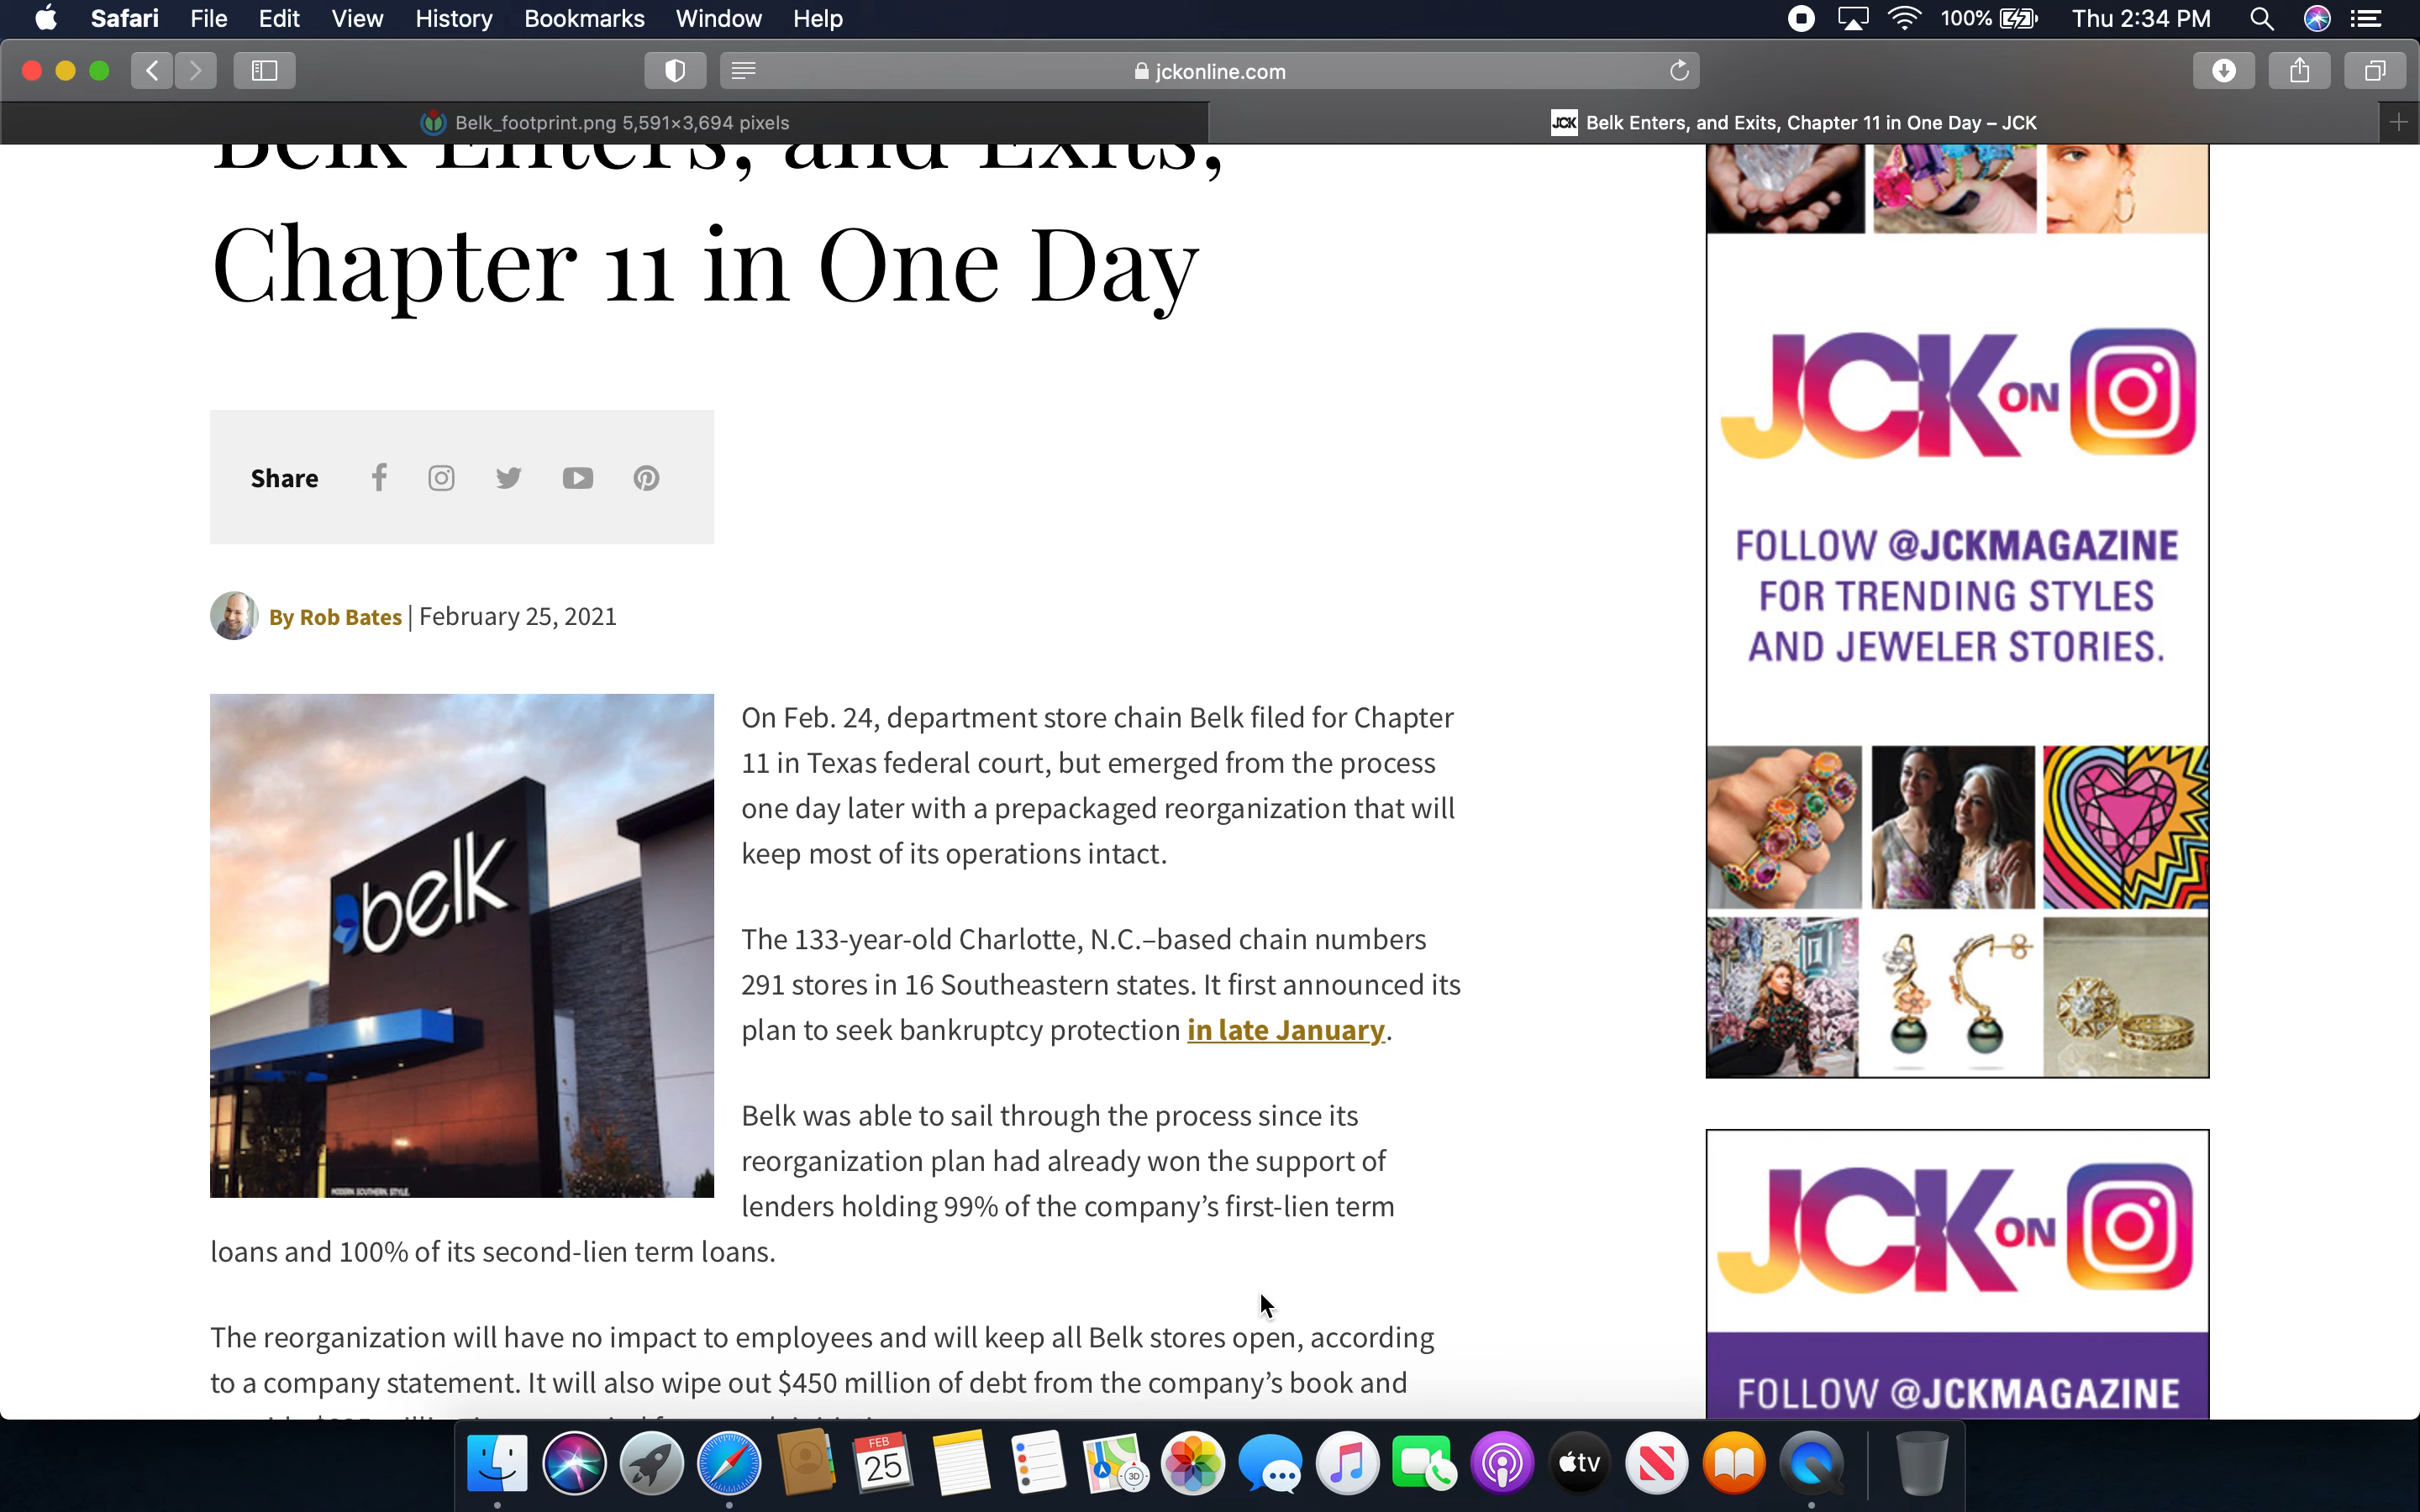 Safari File Edit View History Bookmarks Window Help
100% Thu 2:34 PM
jckonline.com
Belk_footprint.png 5,591×3,694 pixels
JCK Belk Enters, and Exits, Chapter 11 in One Day – JCK
Belk Enters, and Exits,
Chapter 11 in One Day
Share
By Rob Bates | February 25, 2021
belk
MODERN. SOUTHERN. STYLE.
On Feb. 24, department store chain Belk filed for Chapter
11 in Texas federal court, but emerged from the process
one day later with a prepackaged reorganization that will
keep most of its operations intact.
The 133-year-old Charlotte, N.C.–based chain numbers
291 stores in 16 Southeastern states. It first announced its
plan to seek bankruptcy protection in late January.
Belk was able to sail through the process since its
reorganization plan had already won the support of
lenders holding 99% of the company’s first-lien term
loans and 100% of its second-lien term loans.
The reorganization will have no impact to employees and will keep all Belk stores open, according
to a company statement. It will also wipe out $450 million of debt from the company’s book and
JCK ON
FOLLOW @JCKMAGAZINE
FOR TRENDING STYLES
AND JEWELER STORIES.
JCK ON
FOLLOW @JCKMAGAZINE
FEB
25
3D
tv